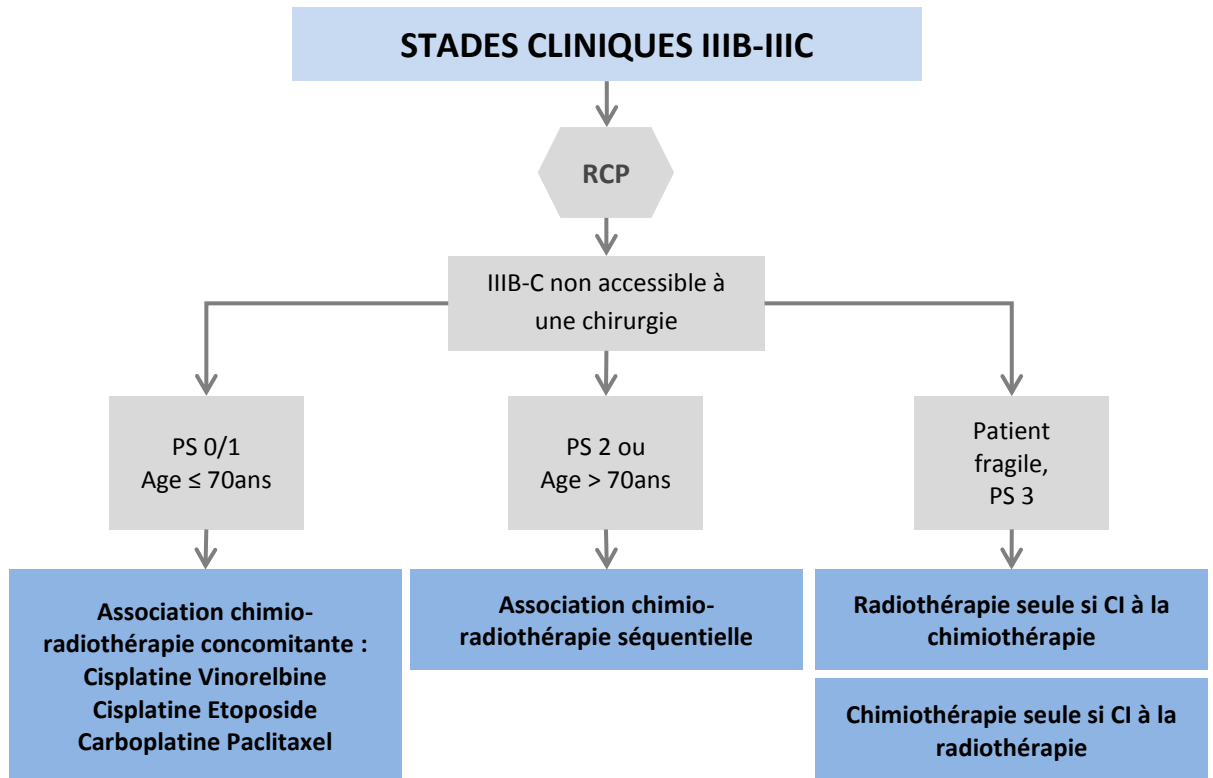 STADES CLINIQUES IIIB-IIIC
RCP
IIIB-C non accessible à
une chirurgie
PS 0/1
Age ≤ 70ans
PS 2 ou
Age > 70ans
Patient
fragile,
PS 3
Association chimio-
radiothérapie concomitante :
Cisplatine Vinorelbine
Cisplatine Etoposide
Carboplatine Paclitaxel
Association chimio-
radiothérapie séquentielle
Radiothérapie seule si CI à la
chimiothérapie
Chimiothérapie seule si CI à la
radiothérapie